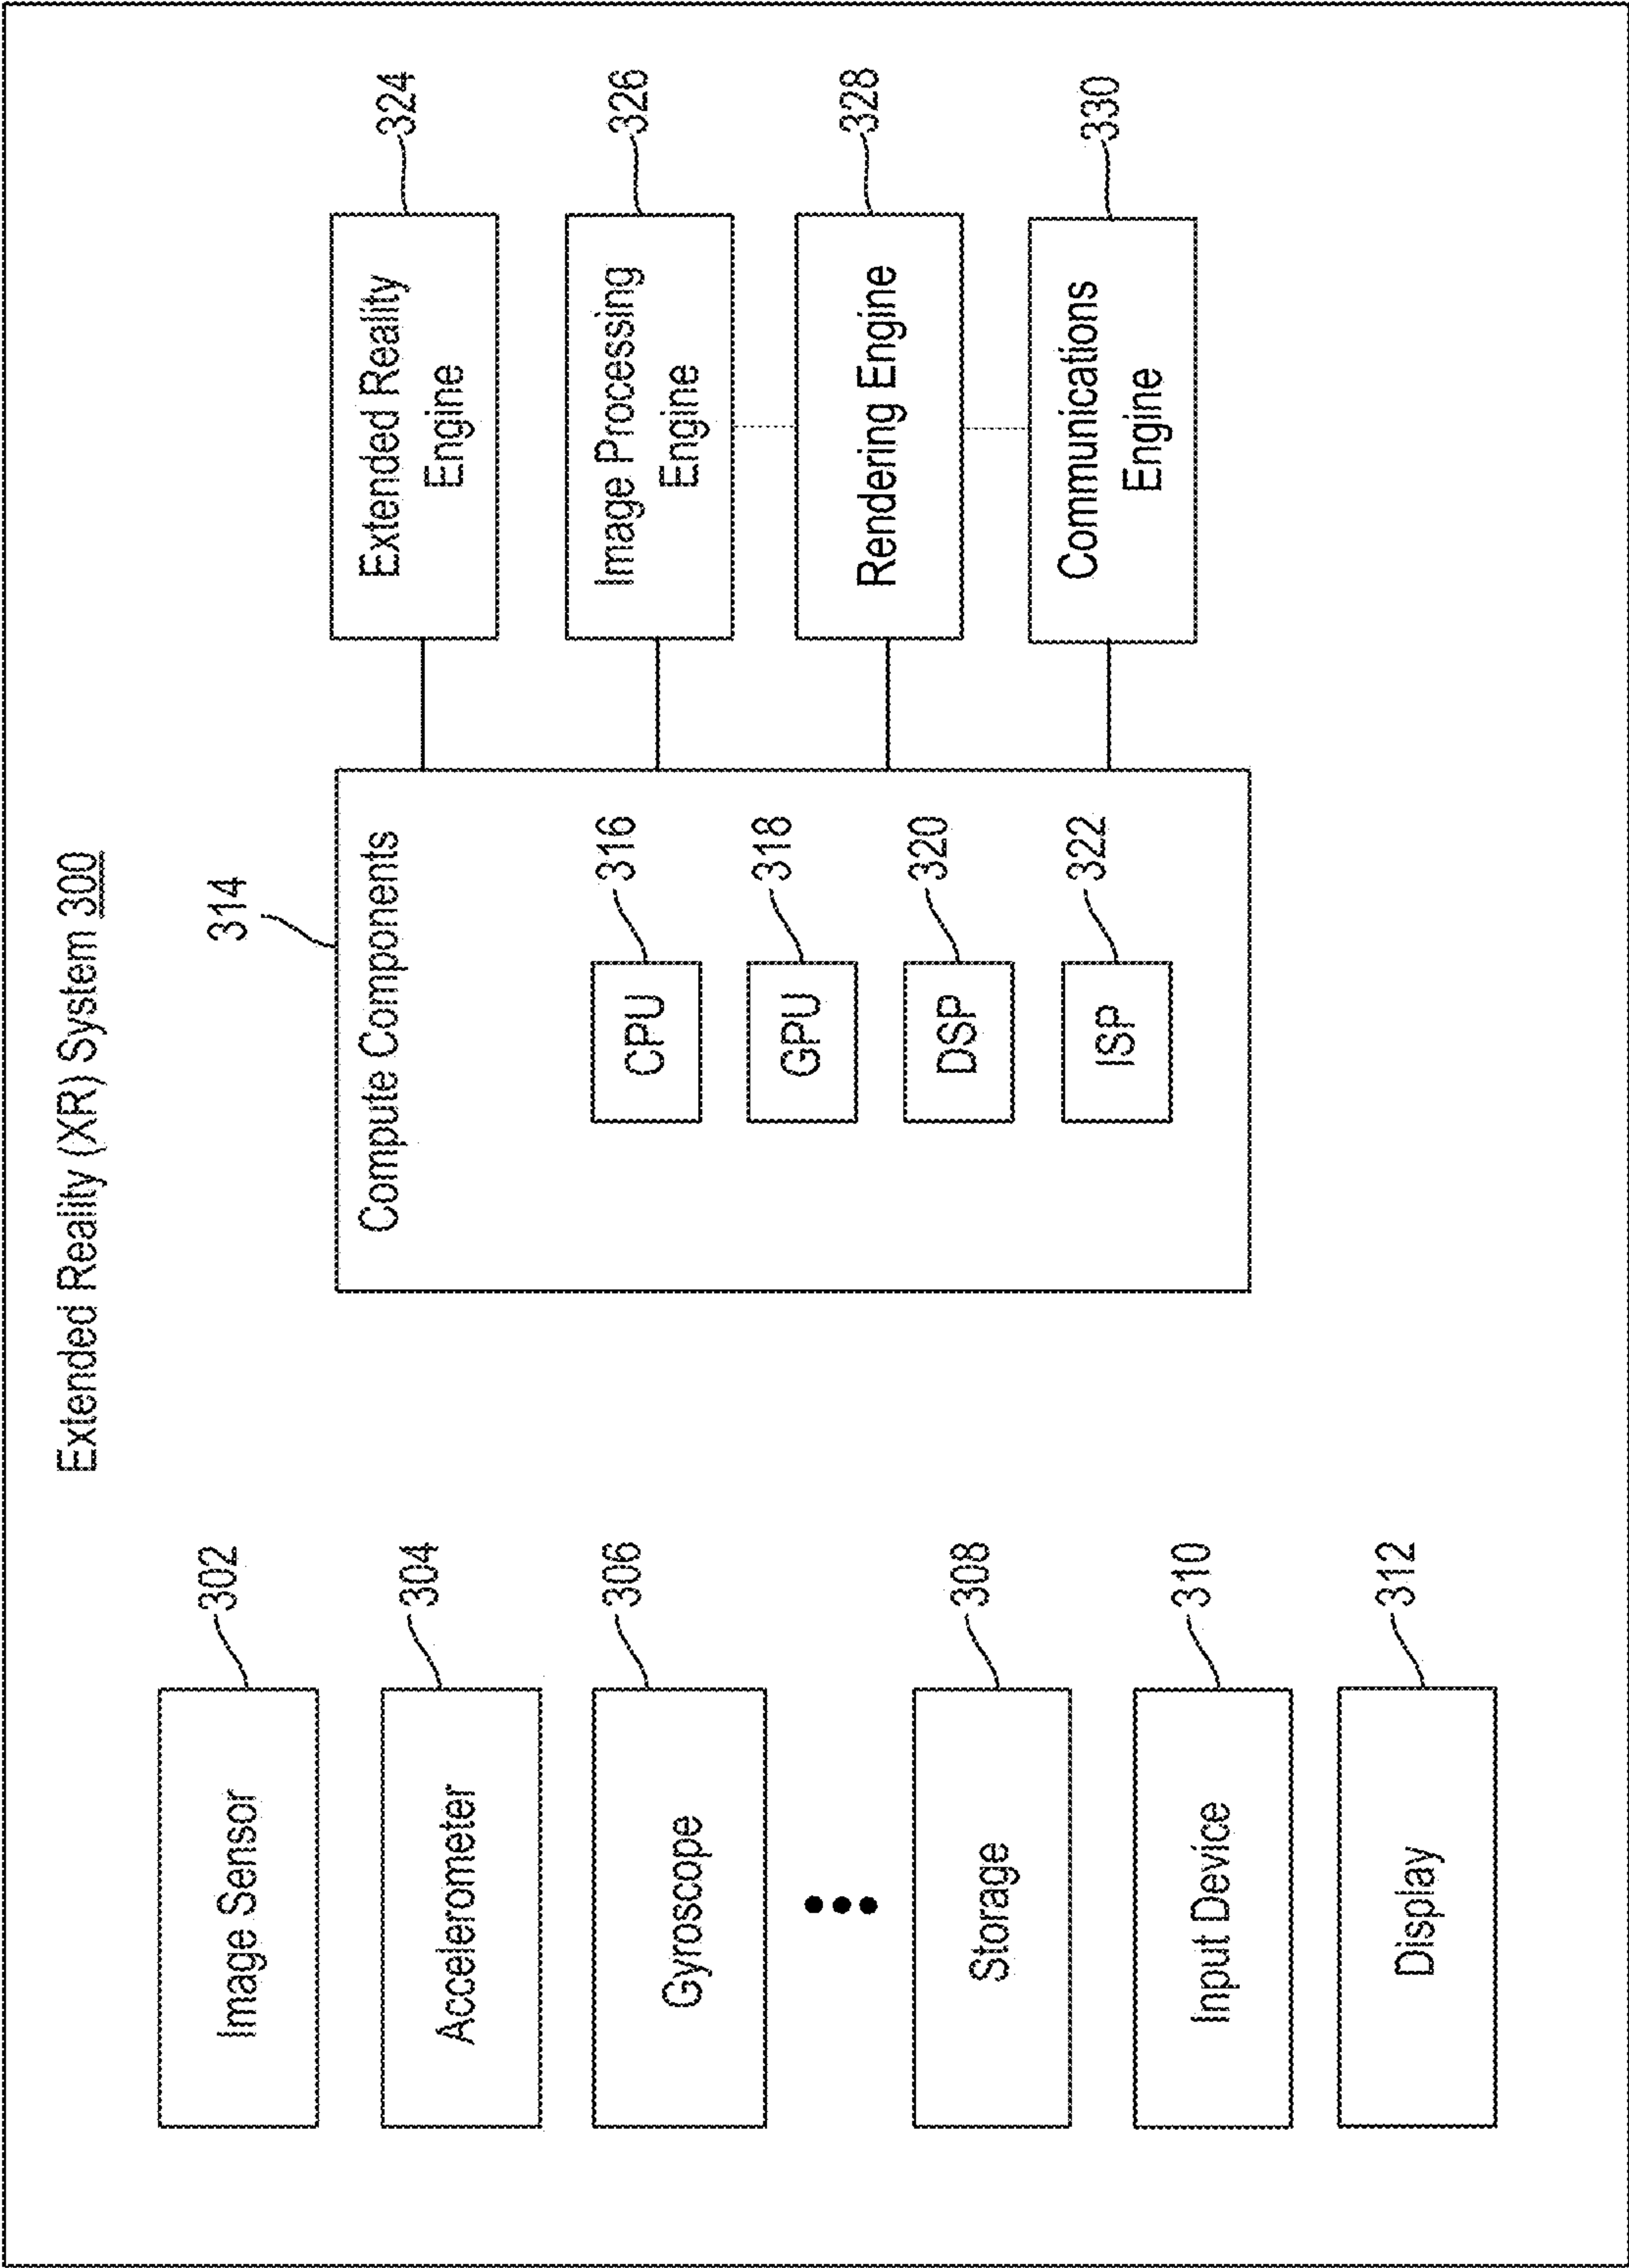 Extended Reality (XR) System 300
Image Sensor
302
Accelerometer
304
Gyroscope
306
Storage
308
Input Device
310
Display
312
314
Compute Components
CPU
316
GPU
318
DSP
320
ISP
322
Extended Reality
Engine
324
Image Processing
Engine
326
Rendering Engine
328
Communications
Engine
330